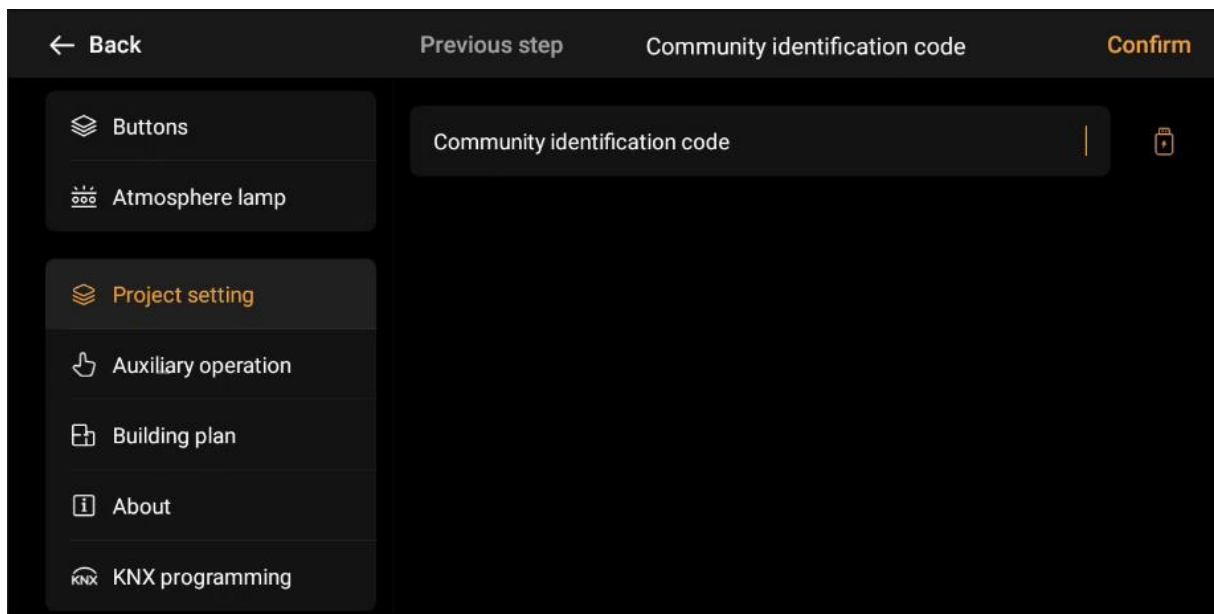 Back
Previous step
Community identification code
Confirm
Buttons
Atmosphere lamp
Project setting
Auxiliary operation
Building plan
About
KNX
KNX programming
Community identification code